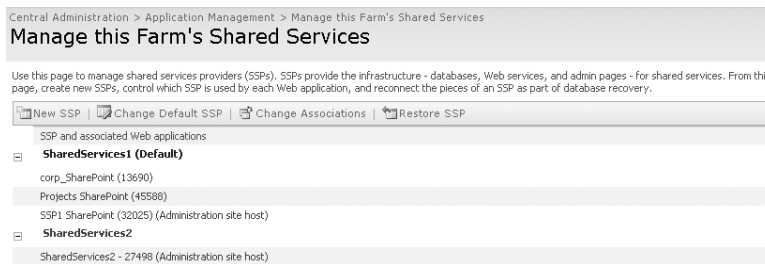 Central Administration > Application Management > Manage this Farm's Shared Services
Manage this Farm's Shared Services
Use this page to manage shared services providers (SSPs). SSPs provide the infrastructure - databases, Web services, and admin pages - for shared services. From thi
page, create new SSPs, control which SSP is used by each Web application, and reconnect the pieces of an SSP as part of database recovery.
New SSP | Change Default SSP | Change Associations | Restore SSP
SSP and associated Web applications
SharedServices1 (Default)
corp_SharePoint (13690)
Projects SharePoint (45588)
SSP1 SharePoint (32025) (Administration site host)
SharedServices2
SharedServices2 - 27498 (Administration site host)